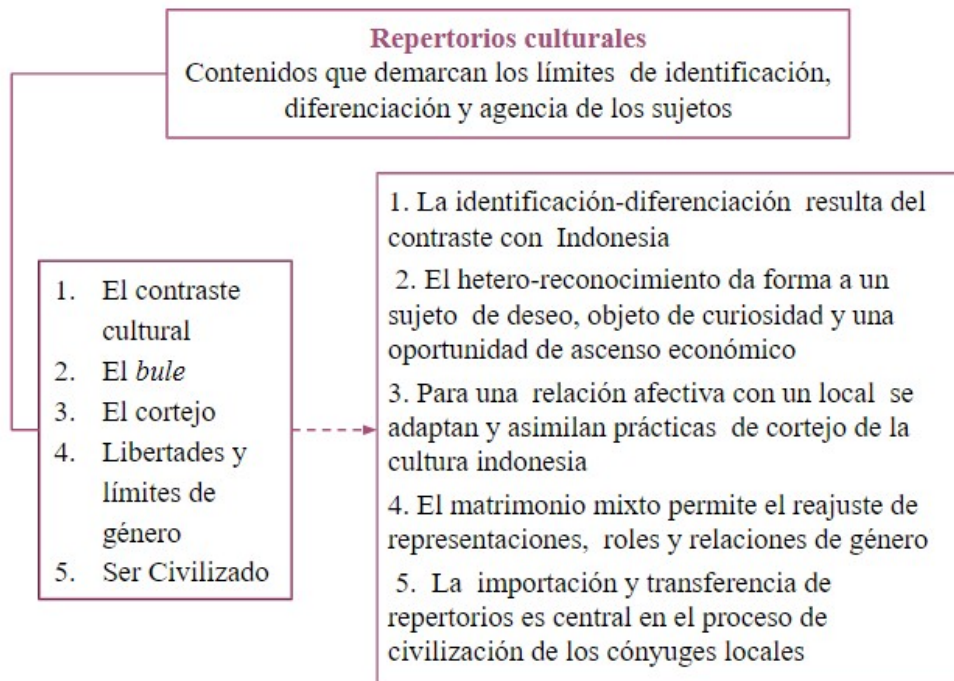 Repertorios culturales
Contenidos que demarcan los límites de identificación,
diferenciación y agencia de los sujetos
1. El contraste
cultural
2. El bule
3. El cortejo
4. Libertades y
límites de
género
5. Ser Civilizado
1. La identificación-diferenciación resulta del
contraste con Indonesia
2. El hetero-reconocimiento da forma a un
sujeto de deseo, objeto de curiosidad y una
oportunidad de ascenso económico
3. Para una relación afectiva con un local se
adaptan y asimilan prácticas de cortejo de la
cultura indonesia
4. El matrimonio mixto permite el reajuste de
representaciones, roles y relaciones de género
5. La importación y transferencia de
repertorios es central en el proceso de
civilización de los cónyuges locales